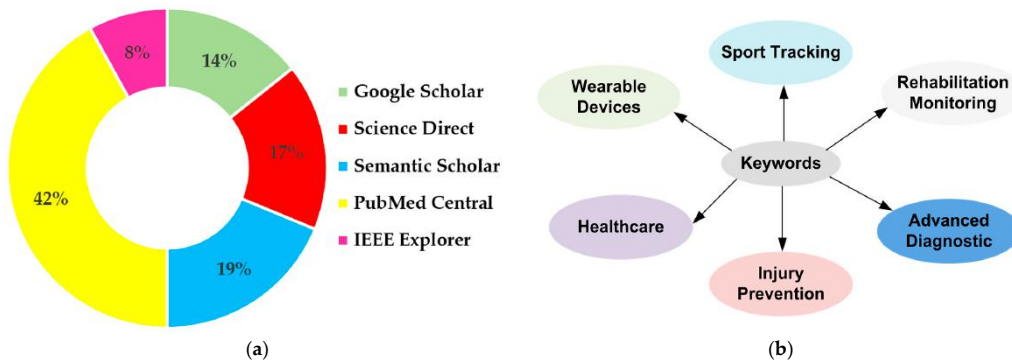 8%
14%
17%
19%
42%
Google Scholar
Science Direct
Semantic Scholar
PubMed Central
IEEE Explorer
(a)
Sport Tracking
Wearable
Devices
Rehabilitation
Monitoring
Keywords
Healthcare
Advanced
Diagnostic
Injury
Prevention
(b)